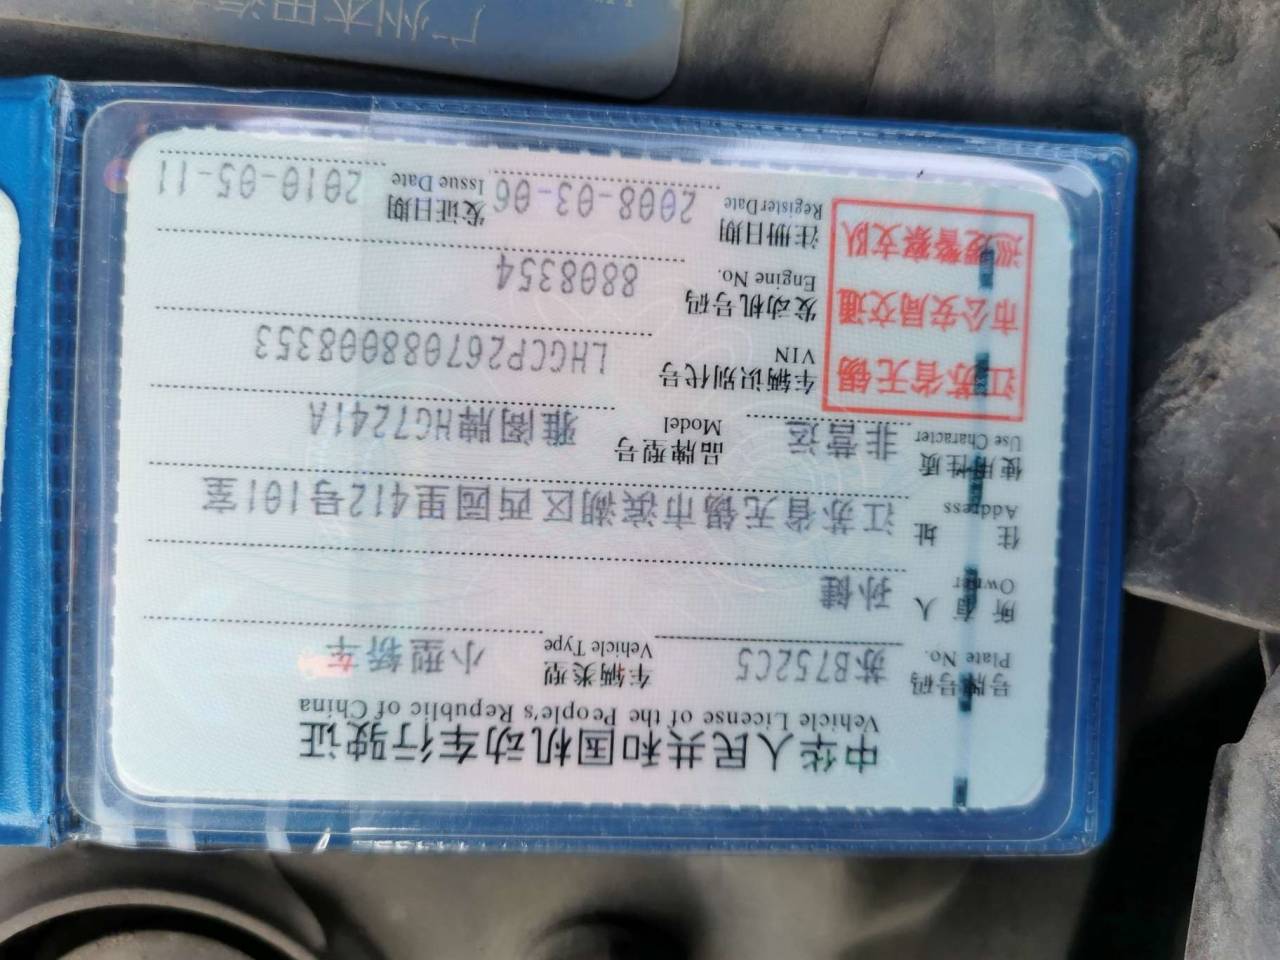 中华人民共和国机动车行驶证
Vehicle License of the People's Republic of China
号牌号码 苏B752C5 车辆类型 小型轿车
Plate No. Vehicle Type
所有人 孙健
Owner
住址 江苏省无锡市滨湖区西园里412号101室
Address
使用性质 非营运 品牌型号 雅阁牌HG7241A
Use Character Model
江苏省无锡
市公安局交通
巡逻警察支队
车辆识别代号 LHGCP267088008353
VIN
发动机号码 8808354
Engine No.
注册日期 2008-03-06 发证日期 2010-05-11
Register Date Issue Date
广州本田汽